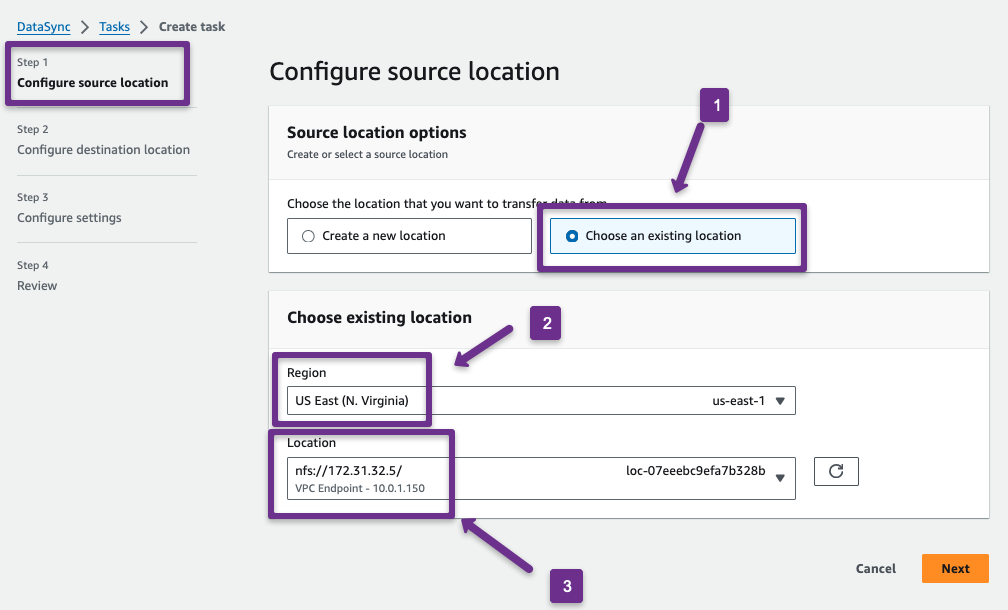 DataSync > Tasks > Create task
Step 1
Configure source location
Step 2
Configure destination location
Step 3
Configure settings
Step 4
Review
Configure source location
1
Source location options
Create or select a source location
Choose the location that you want to transfer data from
Create a new location
Choose an existing location
Choose existing location
2
Region
US East (N. Virginia) us-east-1
Location
nfs://172.31.32.5/ loc-07eeebc9efa7b328b
VPC Endpoint - 10.0.1.150
3
Cancel Next